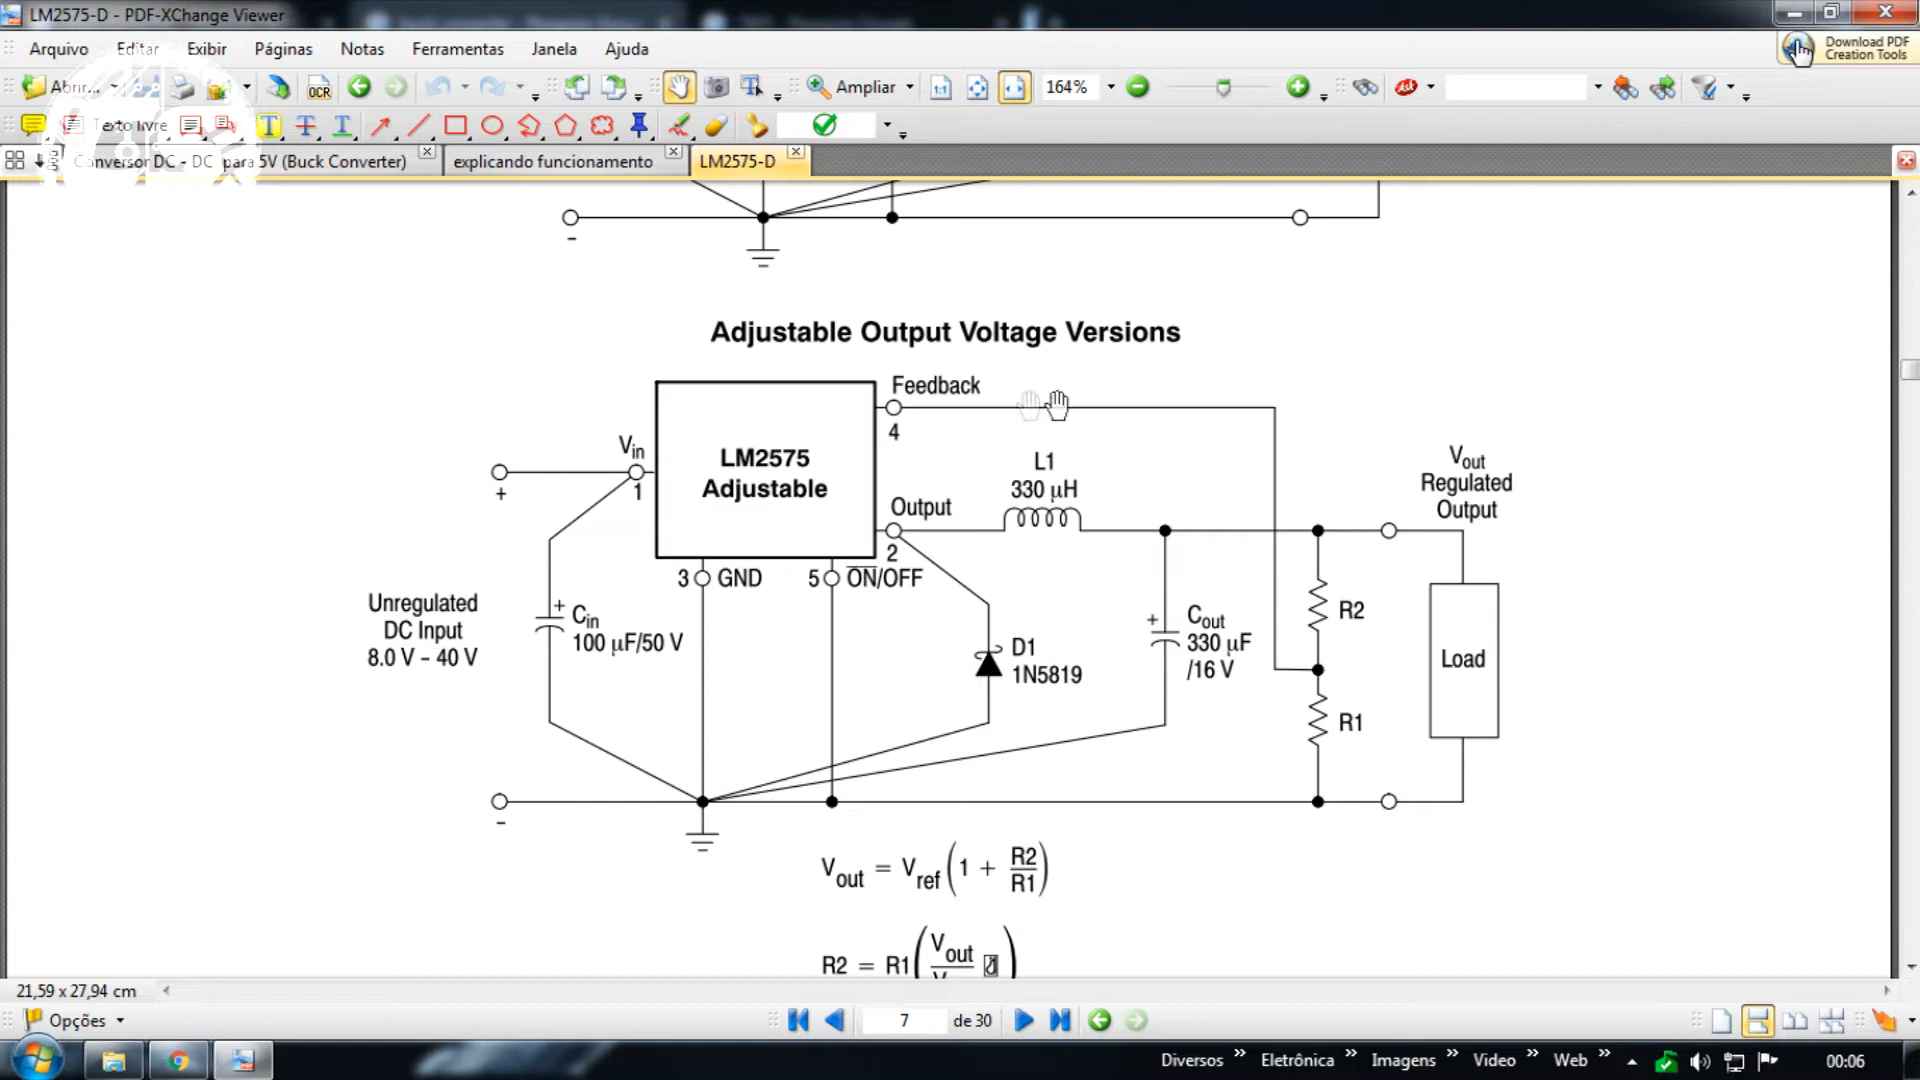 LM2575-D - PDF-XChange Viewer
Arquivo Editar Exibir Páginas Notas Ferramentas Janela Ajuda
Download PDF
Creation Tools
Abrir... OCR Ampliar 1:1 164% Ask
Texto livre
Conversor DC - DC para 5V (Buck Converter) explicando funcionamento LM2575-D
-
Adjustable Output Voltage Versions
Feedback
4
Vin
1
+
LM2575
Adjustable
L1
330 µH
Output
2
Vout
Regulated
Output
3 GND 5 ON/OFF
Unregulated
DC Input
8.0 V - 40 V
+ Cin
100 µF/50 V
D1
1N5819
+ Cout
330 µF
/16 V
R2
R1
Load
-
Vout = Vref (1 + R2/R1)
R2 = R1 (Vout
21,59 x 27,94 cm
Opções 7 de 30
Diversos » Eletrônica » Imagens » Video » Web » 00:06